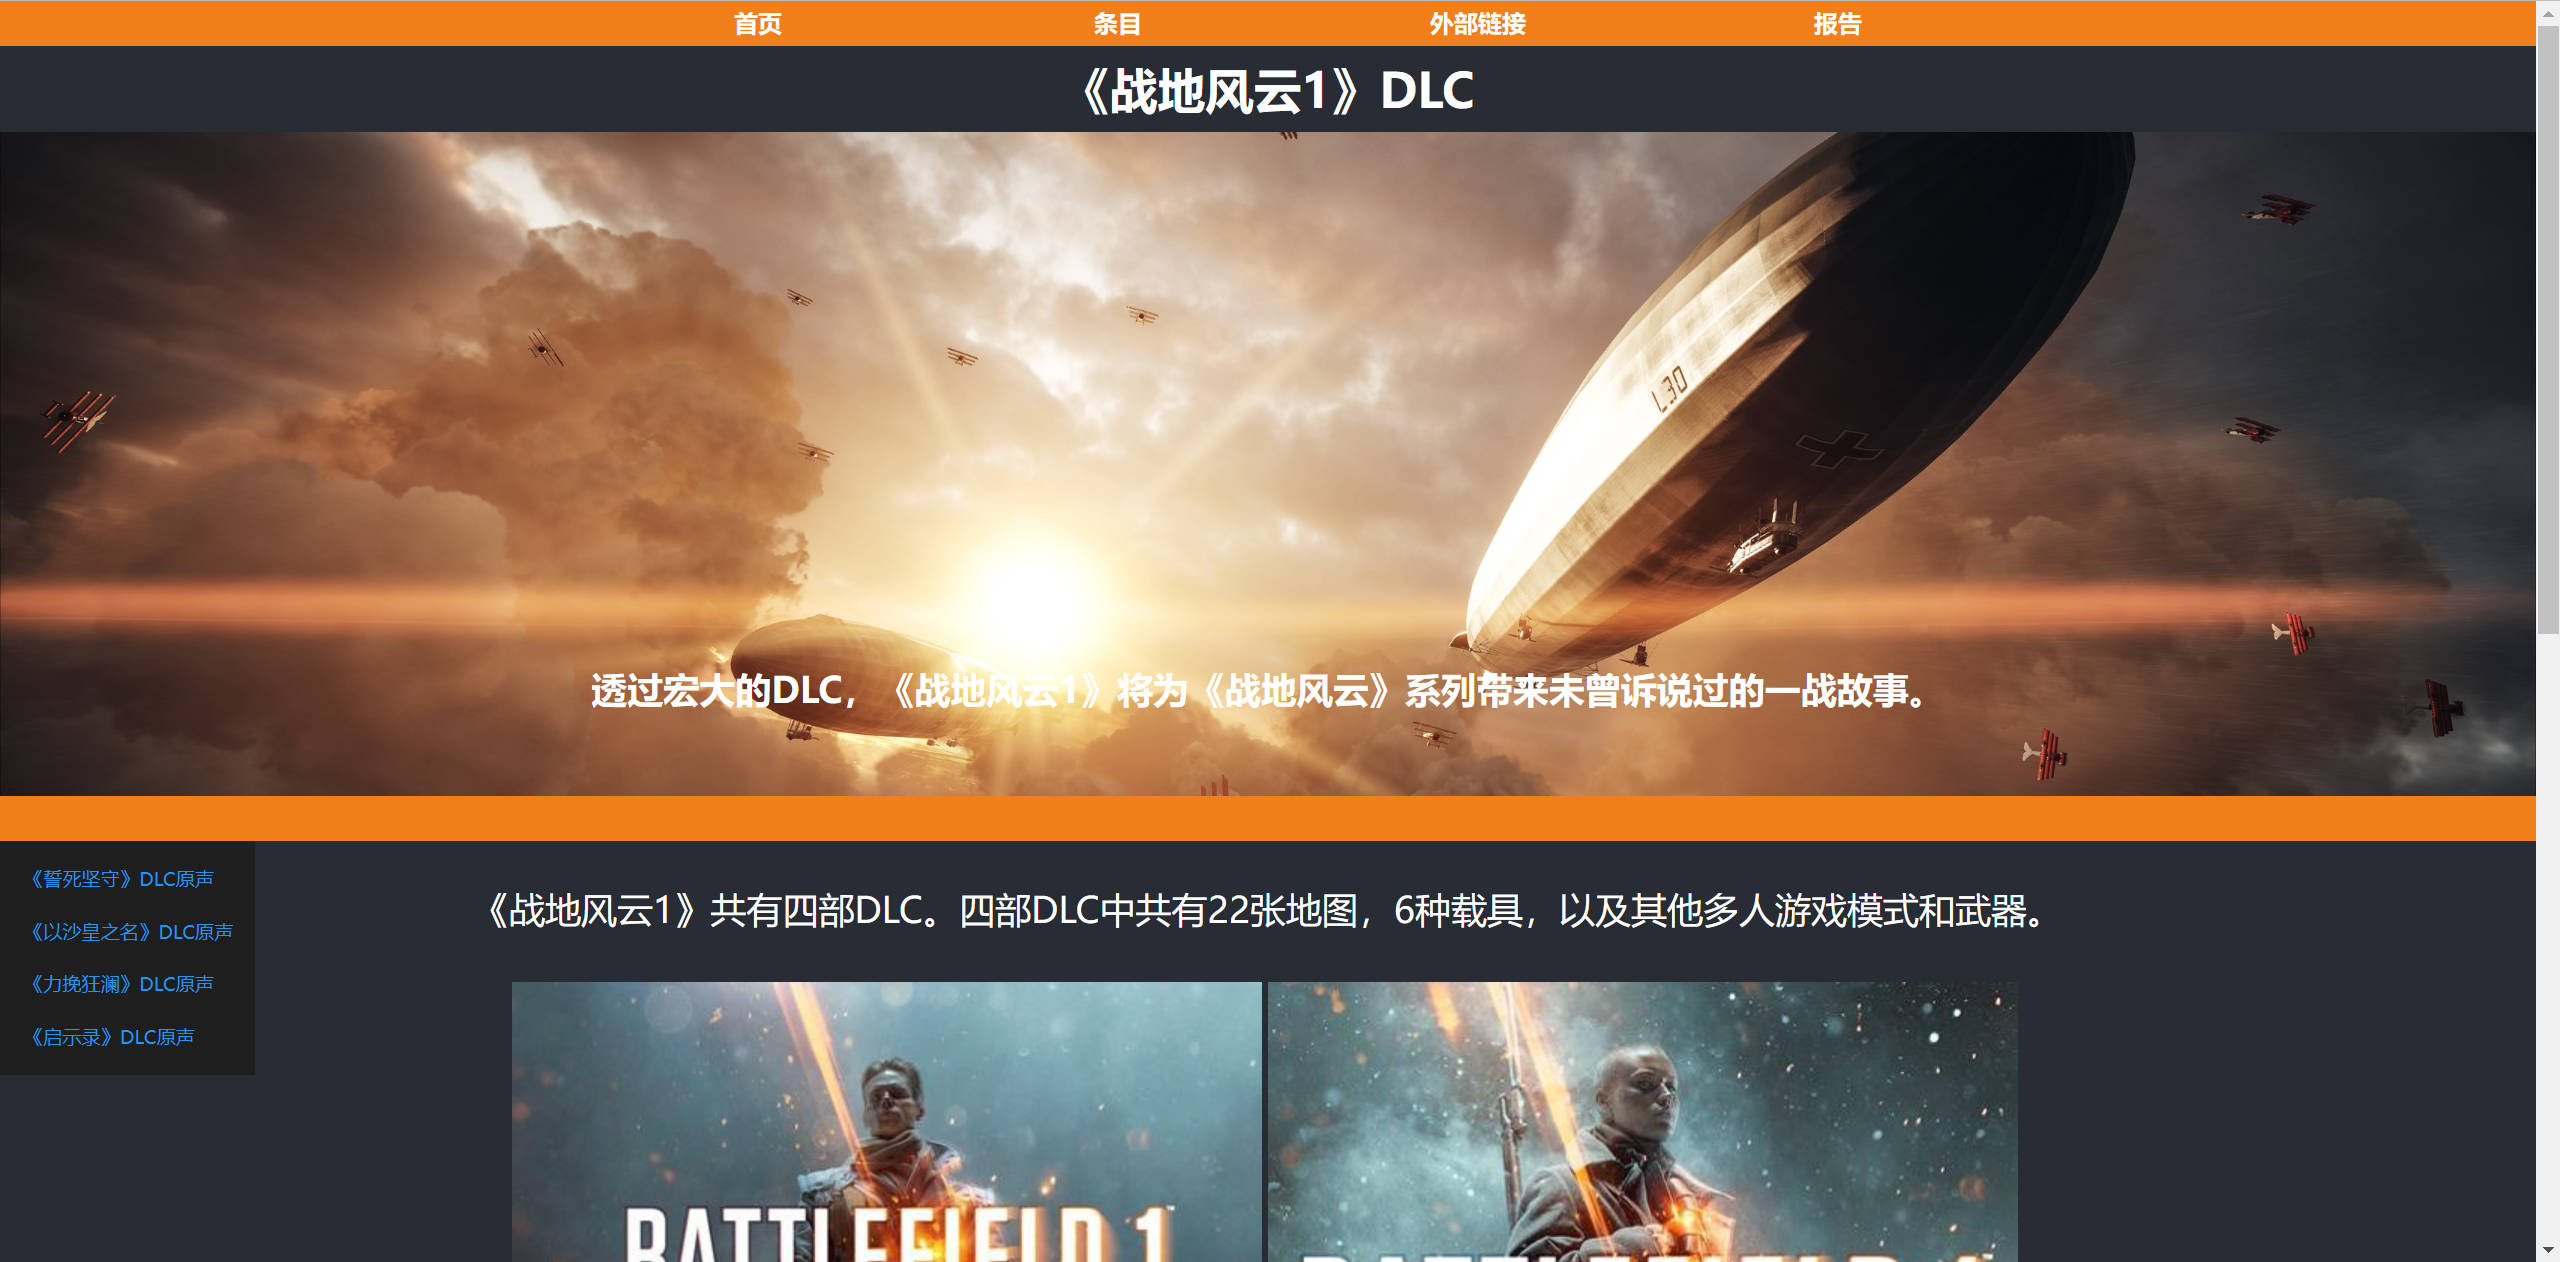 首页 条目 外部链接 报告
《战地风云1》DLC
L30
透过宏大的DLC，《战地风云1》将为《战地风云》系列带来未曾诉说过的一战故事。
《誓死坚守》DLC原声
《以沙皇之名》DLC原声
《力挽狂澜》DLC原声
《启示录》DLC原声
《战地风云1》共有四部DLC。四部DLC中共有22张地图，6种载具，以及其他多人游戏模式和武器。
BATTLEFIELD 1
BATTLEFIELD 1